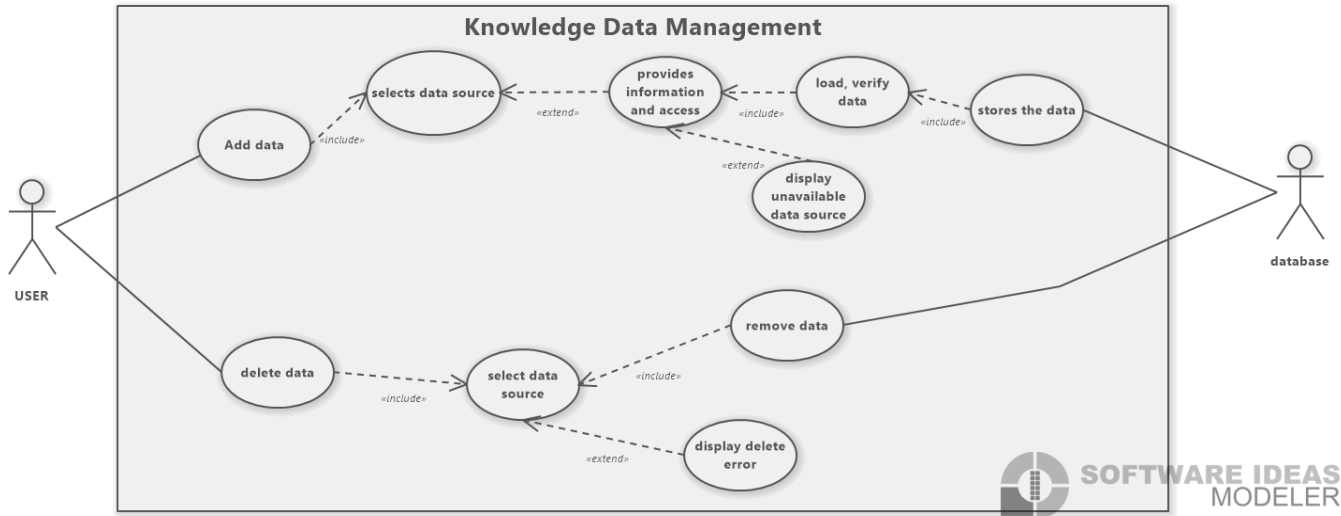 Knowledge Data Management
selects data source
provides
information
and access
load, verify
data
stores the data
Add data
«include»
«extend»
«include»
«include»
«extend»
display
unavailable
data source
USER
database
delete data
select data
source
remove data
«include»
«include»
display delete
error
«extend»
SOFTWARE IDEAS
MODELER